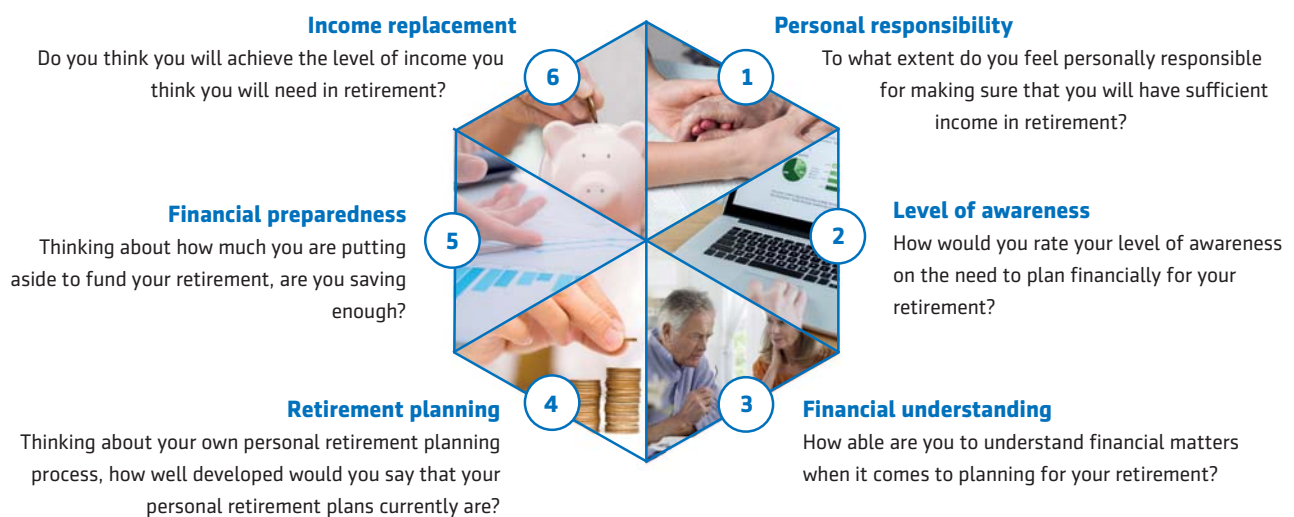 Personal responsibility
To what extent do you feel personally responsible
for making sure that you will have sufficient
income in retirement?
1
Level of awareness
How would you rate your level of awareness
on the need to plan financially for your
retirement?
2
Financial understanding
How able are you to understand financial matters
when it comes to planning for your retirement?
3
Retirement planning
Thinking about your own personal retirement planning
process, how well developed would you say that your
personal retirement plans currently are?
4
Financial preparedness
Thinking about how much you are putting
aside to fund your retirement, are you saving
enough?
5
Income replacement
Do you think you will achieve the level of income you
think you will need in retirement?
6